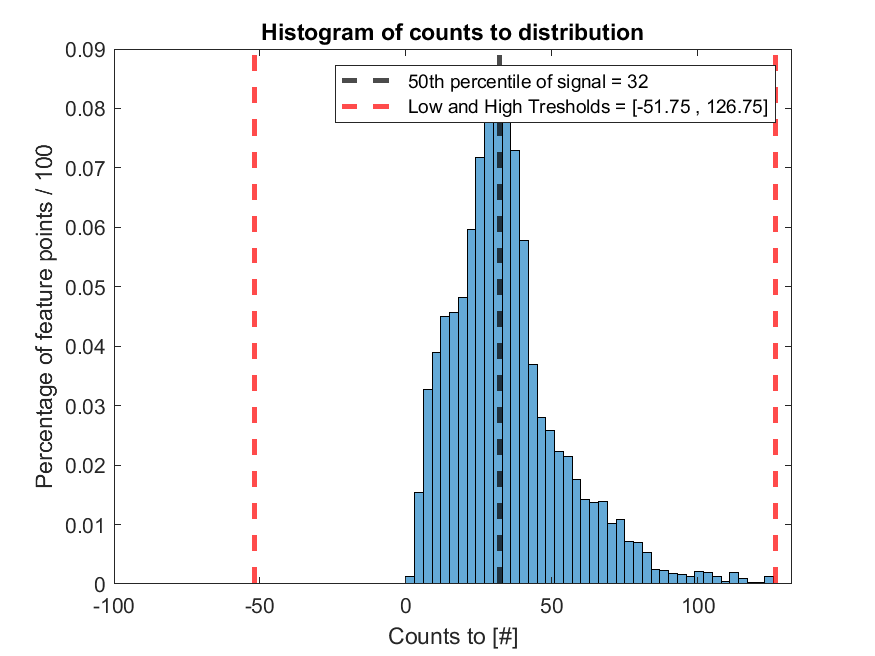 Histogram of counts to distribution
0.09
0.08
0.07
0.06
0.05
0.04
0.03
0.02
0.01
0
Percentage of feature points / 100
50th percentile of signal = 32
Low and High Tresholds = [-51.75 , 126.75]
-100 -50 0 50 100
Counts to [#]